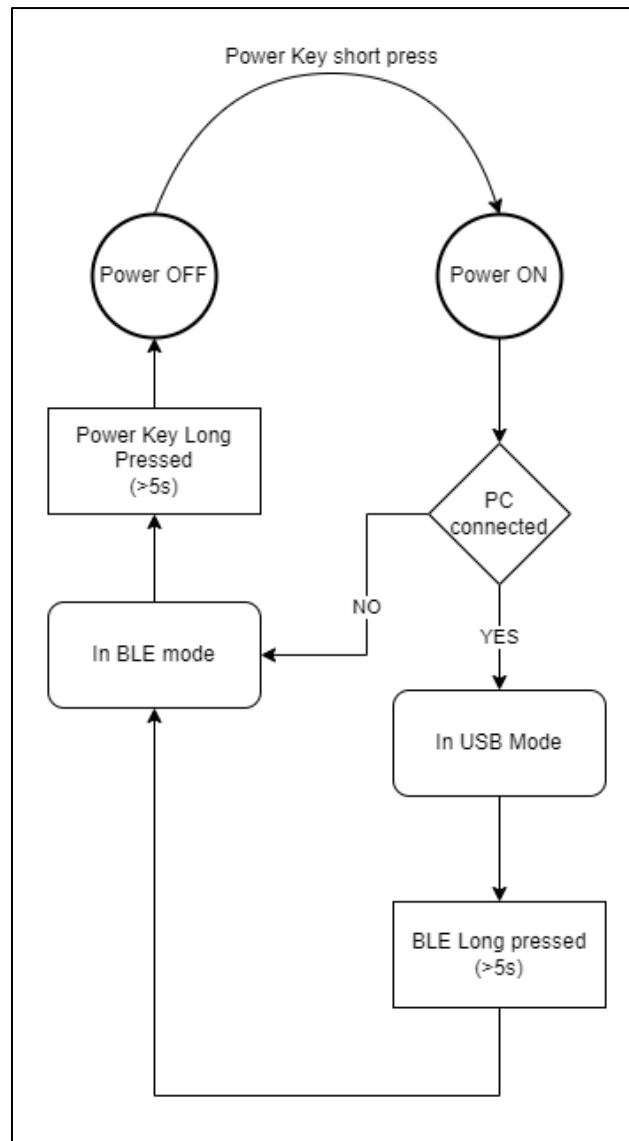 Power Key short press
Power OFF
Power ON
Power Key Long
Pressed
(>5s)
PC
connected
NO
YES
In BLE mode
In USB Mode
BLE Long pressed
(>5s)